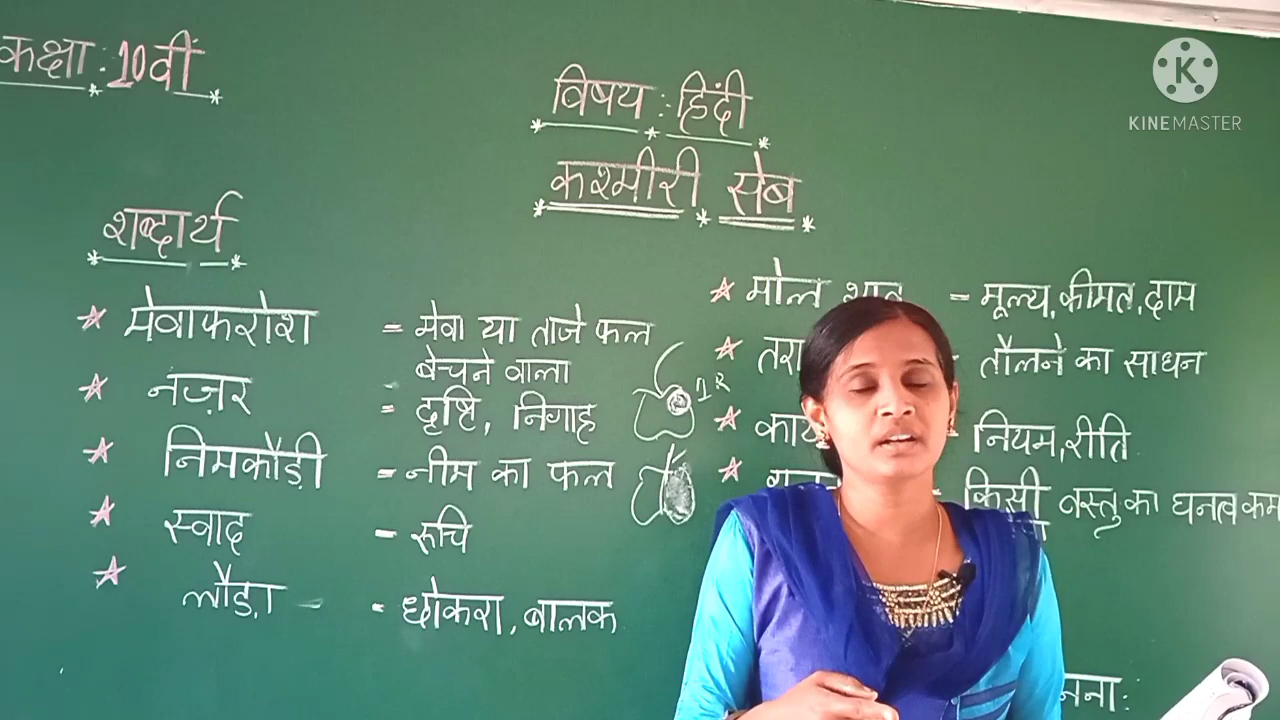 कक्षा : 10वीं
विषय : हिंदी
कश्मीरी सेब
शब्दार्थ
मेवाफरोश = मेवा या ताजे फल
बेचने वाला
नज़र = दृष्टि, निगाह
निमकौड़ी = नीम का फल
स्वाद = रुचि
लौड़ा - छोकरा, बालक
मोल भाव - मूल्य, कीमत, दाम
- तौलने का साधन
- नियम, रीति
- किसी वस्तु का घनत्व कम
KINEMASTER